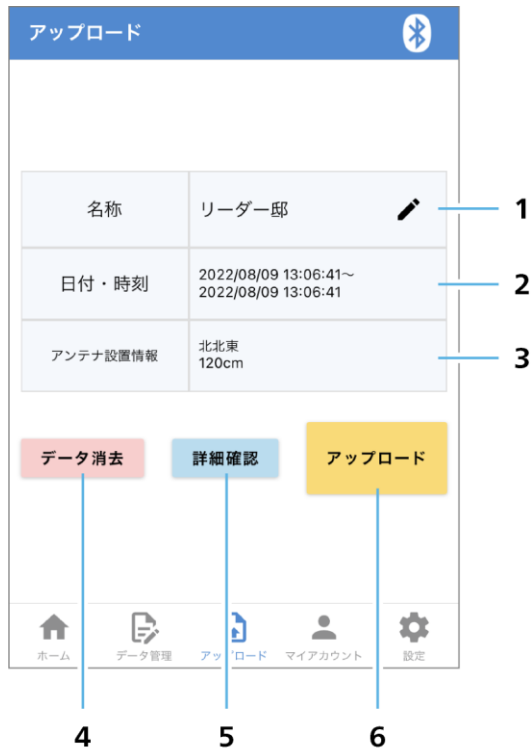 アップロード
名称
リーダー邸
1
日付・時刻
2022/08/09 13:06:41～
2022/08/09 13:06:41
2
アンテナ設置情報
北北東
120cm
3
データ消去
詳細確認
アップロード
ホーム
データ管理
アップロード
マイアカウント
設定
4
5
6